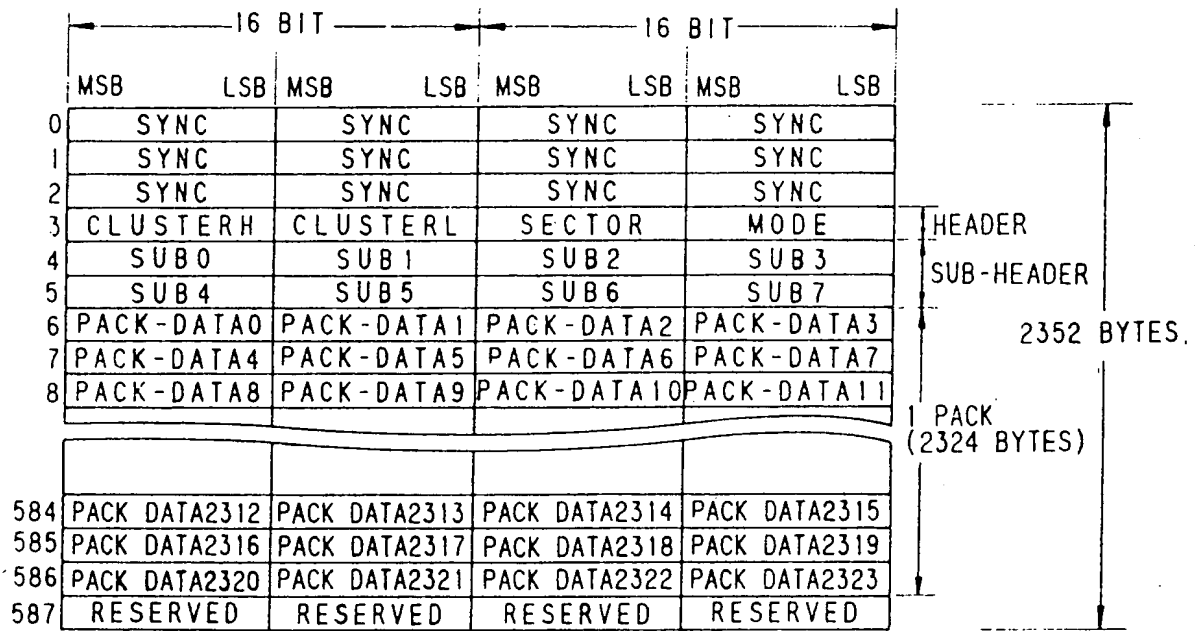 16 BIT 16 BIT
MSB LSB MSB LSB MSB LSB MSB LSB
0 SYNC SYNC SYNC SYNC
1 SYNC SYNC SYNC SYNC
2 SYNC SYNC SYNC SYNC
3 CLUSTERH CLUSTERL SECTOR MODE HEADER
4 SUB0 SUB1 SUB2 SUB3
SUB-HEADER
5 SUB4 SUB5 SUB6 SUB7
6 PACK-DATA0 PACK-DATA1 PACK-DATA2 PACK-DATA3
2352 BYTES.
7 PACK-DATA4 PACK-DATA5 PACK-DATA6 PACK-DATA7
8 PACK-DATA8 PACK-DATA9 PACK-DATA10 PACK-DATA11
1 PACK
(2324 BYTES)
584 PACK DATA2312 PACK DATA2313 PACK DATA2314 PACK DATA2315
585 PACK DATA2316 PACK DATA2317 PACK DATA2318 PACK DATA2319
586 PACK DATA2320 PACK DATA2321 PACK DATA2322 PACK DATA2323
587 RESERVED RESERVED RESERVED RESERVED